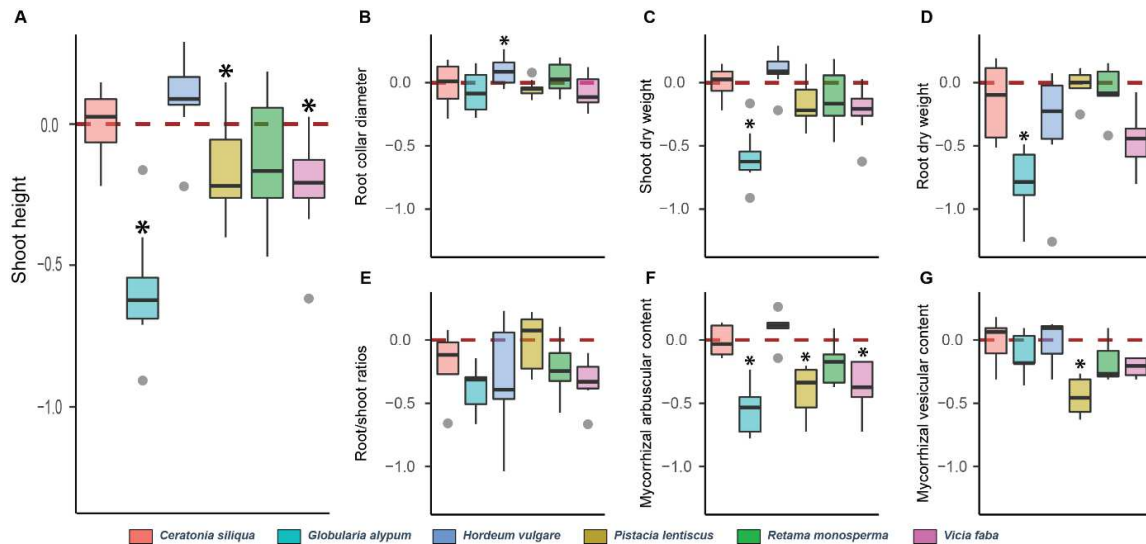 A
Shoot height
0.0
−0.5
−1.0
*
*
*
B
Root collar diameter
0.0
−0.5
−1.0
*
C
Shoot dry weight
0.0
−0.5
−1.0
*
D
Root dry weight
0.0
−0.5
−1.0
*
E
Root/shoot ratios
0.0
−0.5
−1.0
F
Mycorrhizal arbuscular content
0.0
−0.5
−1.0
*
*
*
G
Mycorrhizal vesicular content
0.0
−0.5
−1.0
*
Ceratonia siliqua Globularia alypum Hordeum vulgare Pistacia lentiscus Retama monosperma Vicia faba